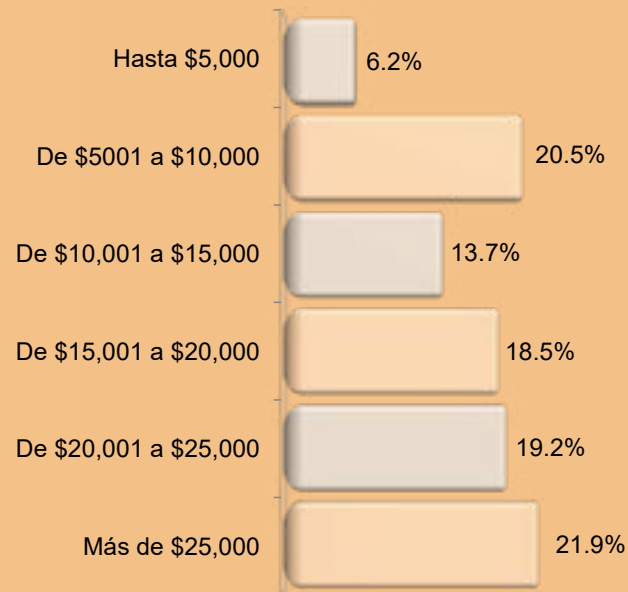 Hasta $5,000 6.2%
De $5001 a $10,000 20.5%
De $10,001 a $15,000 13.7%
De $15,001 a $20,000 18.5%
De $20,001 a $25,000 19.2%
Más de $25,000 21.9%